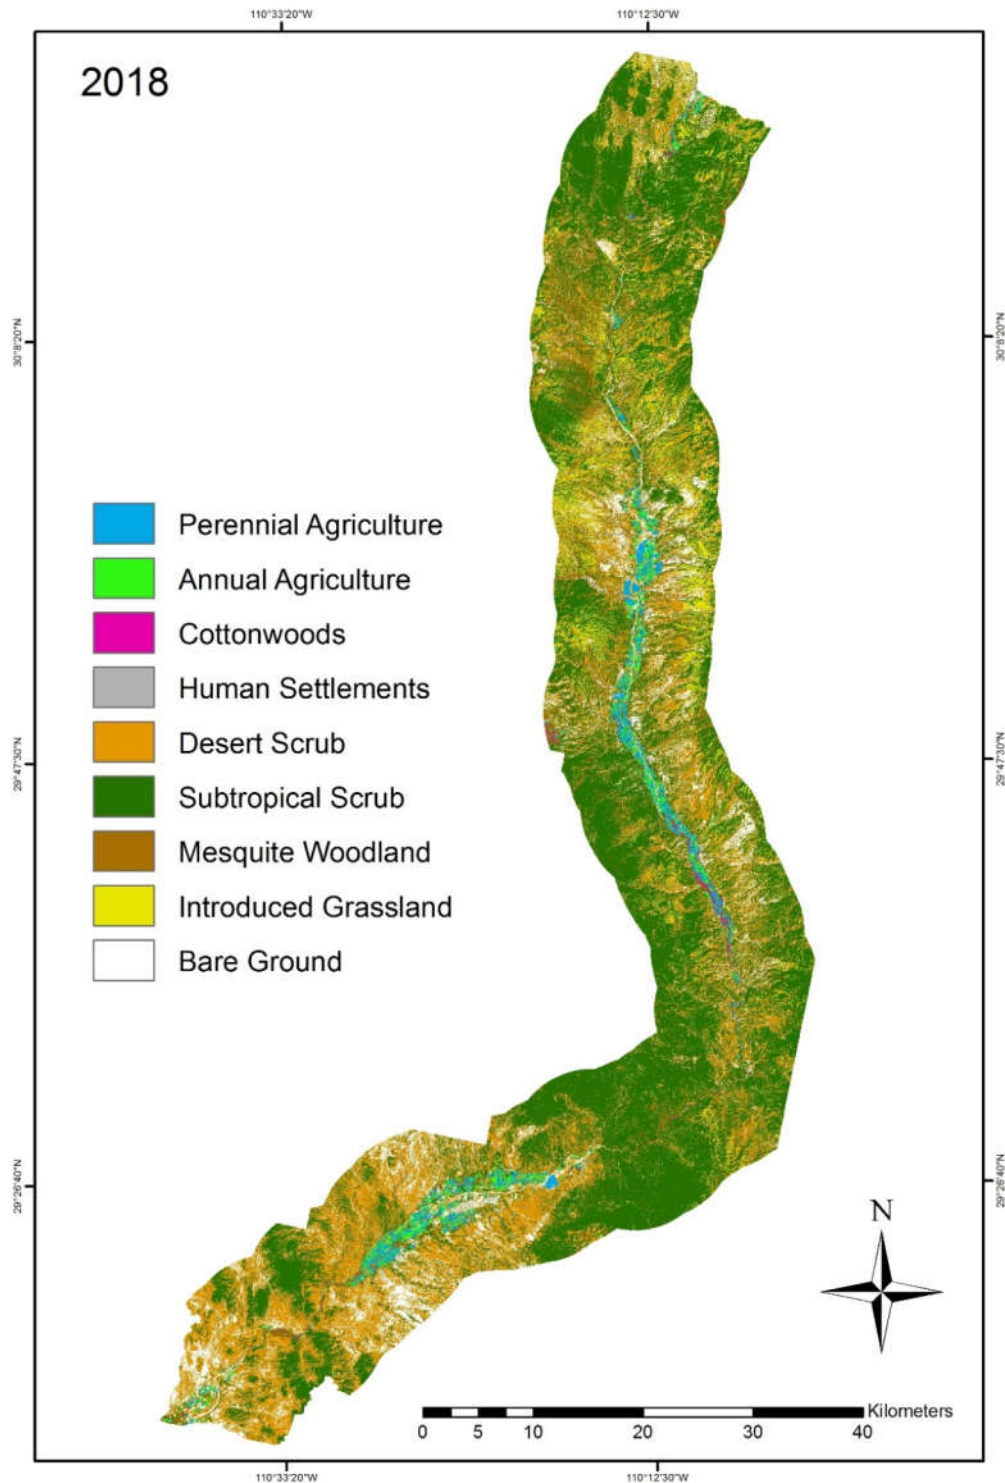 110°33'20"W 110°12'30"W
2018
30°8'20"N 30°8'20"N
Perennial Agriculture
Annual Agriculture
Cottonwoods
Human Settlements
Desert Scrub
Subtropical Scrub
Mesquite Woodland
Introduced Grassland
Bare Ground
29°47'30"N 29°47'30"N
29°26'40"N 29°26'40"N
N
Kilometers
0 5 10 20 30 40
110°33'20"W 110°12'30"W